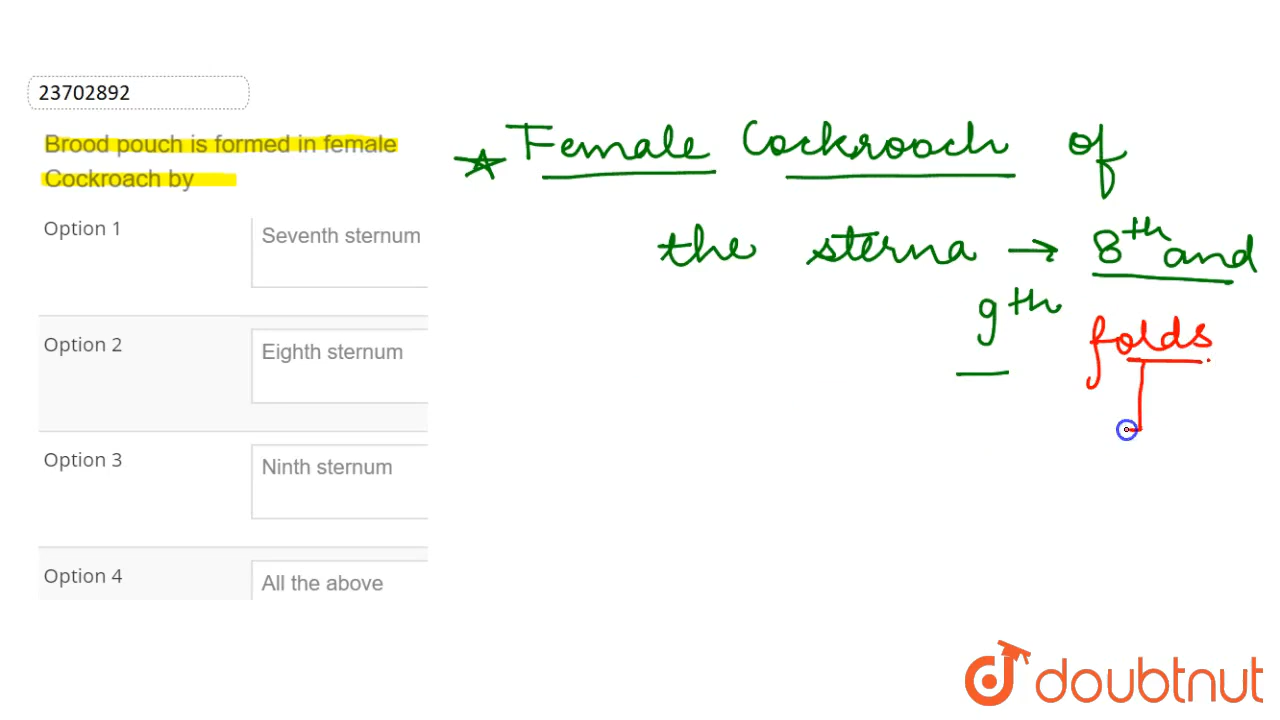 23702892
Brood pouch is formed in female
Cockroach by
Option 1
Seventh sternum
Option 2
Eighth sternum
Option 3
Ninth sternum
Option 4
All the above
Female Cockroach of
the sterna → 8th and
9th
folds
doubtnut